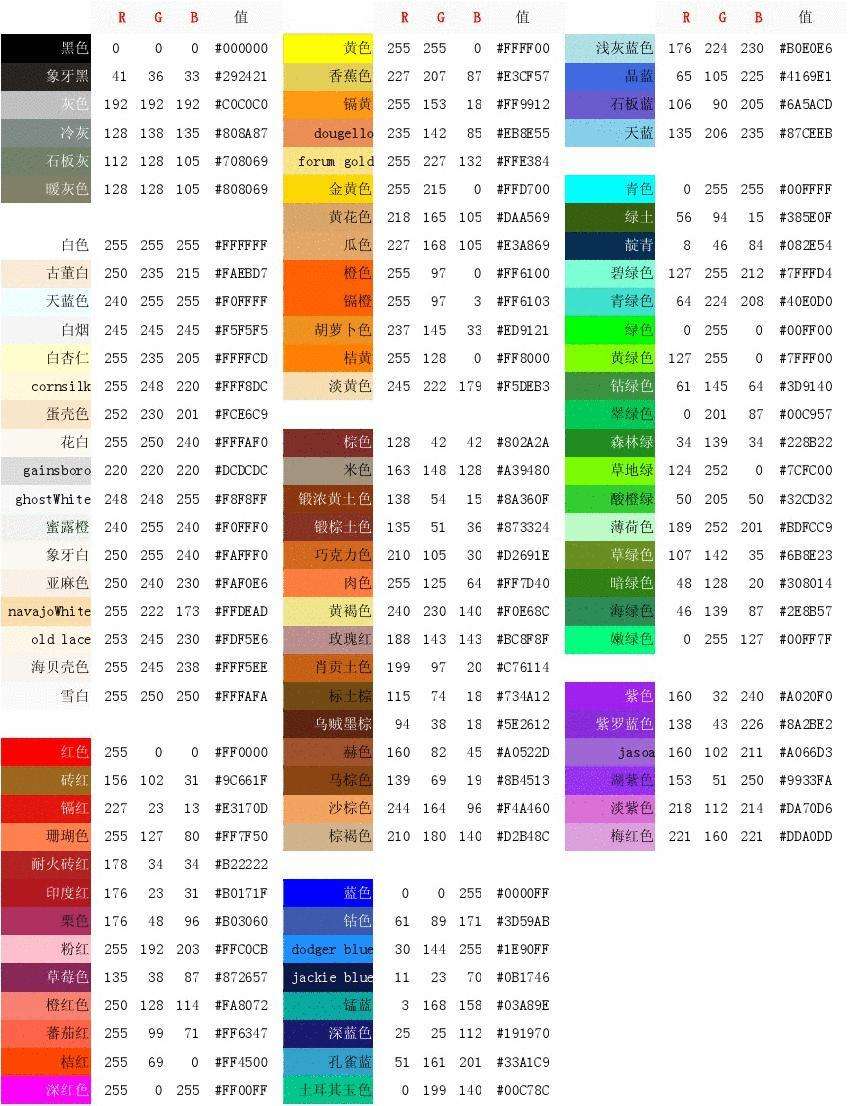 R G B 值
黑色 0 0 0 #000000
象牙黑 41 36 33 #292421
灰色 192 192 192 #C0C0C0
冷灰 128 138 135 #808A87
石板灰 112 128 105 #708069
暖灰色 128 128 105 #808069
白色 255 255 255 #FFFFFF
古董白 250 235 215 #FAEBD7
天蓝色 240 255 255 #F0FFFF
白烟 245 245 245 #F5F5F5
白杏仁 255 235 205 #FFFFCD
cornsilk 255 248 220 #FFF8DC
蛋壳色 252 230 201 #FCE6C9
花白 255 250 240 #FFFAF0
gainsboro 220 220 220 #DCDCDC
ghostWhite 248 248 255 #F8F8FF
蜜露橙 240 255 240 #F0FFF0
象牙白 250 255 240 #FAFFF0
亚麻色 250 240 230 #FAF0E6
navajoWhite 255 222 173 #FFDEAD
old lace 253 245 230 #FDF5E6
海贝壳色 255 245 238 #FFF5EE
雪白 255 250 250 #FFFAFA
红色 255 0 0 #FF0000
砖红 156 102 31 #9C661F
镉红 227 23 13 #E3170D
珊瑚色 255 127 80 #FF7F50
耐火砖红 178 34 34 #B22222
印度红 176 23 31 #B0171F
栗色 176 48 96 #B03060
粉红 255 192 203 #FFC0CB
草莓色 135 38 87 #872657
橙红色 250 128 114 #FA8072
蕃茄红 255 99 71 #FF6347
桔红 255 69 0 #FF4500
深红色 255 0 255 #FF00FF
R G B 值
黄色 255 255 0 #FFFF00
香蕉色 227 207 87 #E3CF57
镉黄 255 153 18 #FF9912
dougello 235 142 85 #EB8E55
forum gold 255 227 132 #FFE384
金黄色 255 215 0 #FFD700
黄花色 218 165 105 #DAA569
瓜色 227 168 105 #E3A869
橙色 255 97 0 #FF6100
镉橙 255 97 3 #FF6103
胡萝卜色 237 145 33 #ED9121
桔黄 255 128 0 #FF8000
淡黄色 245 222 179 #F5DEB3
棕色 128 42 42 #802A2A
米色 163 148 128 #A39480
锻浓黄土色 138 54 15 #8A360F
锻棕土色 135 51 36 #873324
巧克力色 210 105 30 #D2691E
肉色 255 125 64 #FF7D40
黄褐色 240 230 140 #F0E68C
玫瑰红 188 143 143 #BC8F8F
肖贡土色 199 97 20 #C76114
标土棕 115 74 18 #734A12
乌贼墨棕 94 38 18 #5E2612
赫色 160 82 45 #A0522D
马棕色 139 69 19 #8B4513
沙棕色 244 164 96 #F4A460
棕褐色 210 180 140 #D2B48C
蓝色 0 0 255 #0000FF
钴色 61 89 171 #3D59AB
dodger blue 30 144 255 #1E90FF
jackie blue 11 23 70 #0B1746
锰蓝 3 168 158 #03A89E
深蓝色 25 25 112 #191970
孔雀蓝 51 161 201 #33A1C9
土耳其玉色 0 199 140 #00C78C
R G B 值
浅灰蓝色 176 224 230 #B0E0E6
品蓝 65 105 225 #4169E1
石板蓝 106 90 205 #6A5ACD
天蓝 135 206 235 #87CEEB
青色 0 255 255 #00FFFF
绿土 56 94 15 #385E0F
靛青 8 46 84 #082E54
碧绿色 127 255 212 #7FFFD4
青绿色 64 224 208 #40E0D0
绿色 0 255 0 #00FF00
黄绿色 127 255 0 #7FFF00
钴绿色 61 145 64 #3D9140
翠绿色 0 201 87 #00C957
森林绿 34 139 34 #228B22
草地绿 124 252 0 #7CFC00
酸橙绿 50 205 50 #32CD32
薄荷色 189 252 201 #BDFCC9
草绿色 107 142 35 #6B8E23
暗绿色 48 128 20 #308014
海绿色 46 139 87 #2E8B57
嫩绿色 0 255 127 #00FF7F
紫色 160 32 240 #A020F0
紫罗蓝色 138 43 226 #8A2BE2
jasoa 160 102 211 #A066D3
湖紫色 153 51 250 #9933FA
淡紫色 218 112 214 #DA70D6
梅红色 221 160 221 #DDA0DD